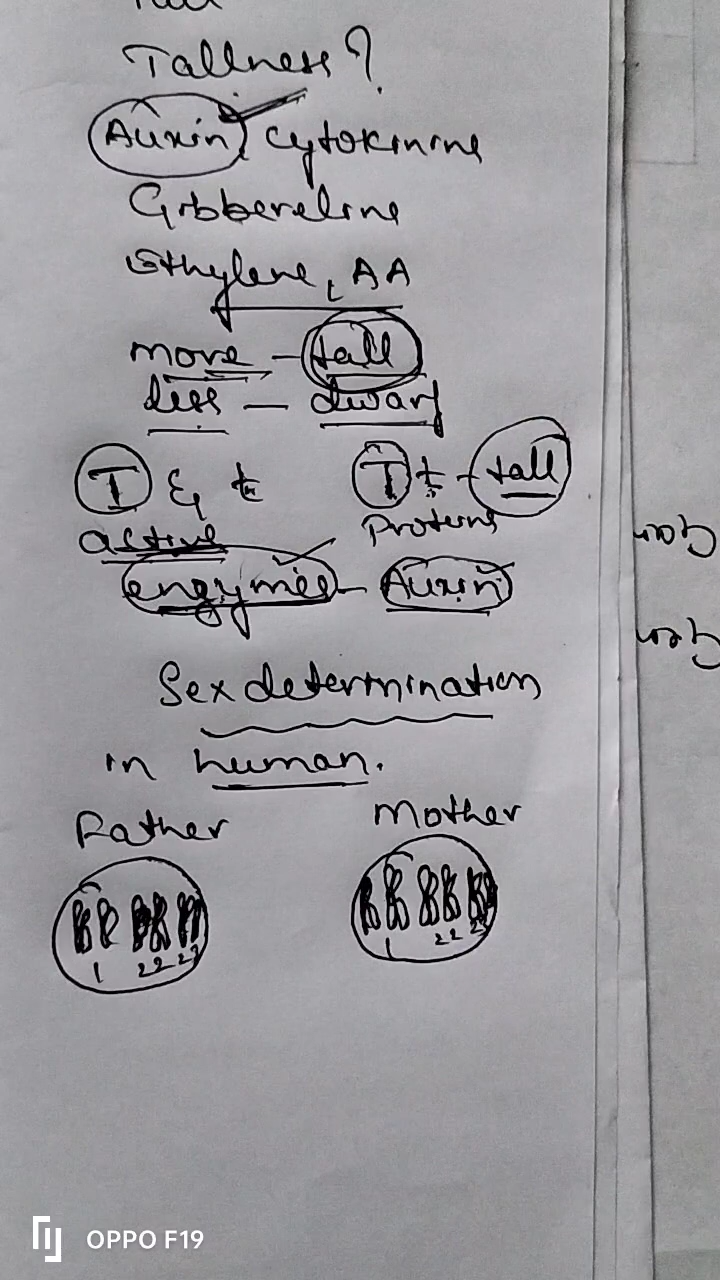 Tallness?
Auxin, Cytokinine
Gibbereline
Ethylene, AA
more - tall
less - dwarf
T & t Tt - tall
active Proteins
enzymes - Auxin
Sex determination
in human.
Father Mother
1 22 23 1 22 23
OPPO F19